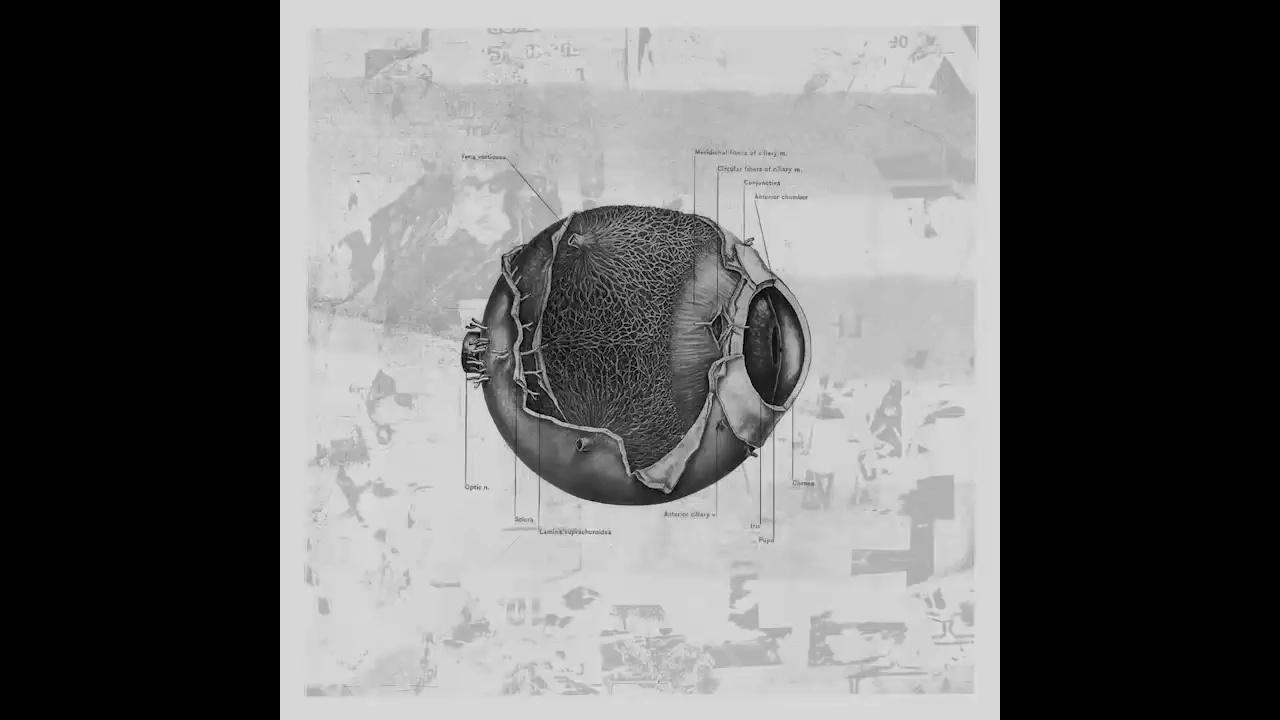 Vena vorticosa
Meridional fibers of ciliary m.
Circular fibers of ciliary m.
Conjunctiva
Anterior chamber
Optic n.
Cornea
Anterior ciliary v.
Sclera
Iris
Lamina suprachoroidea
Pupil